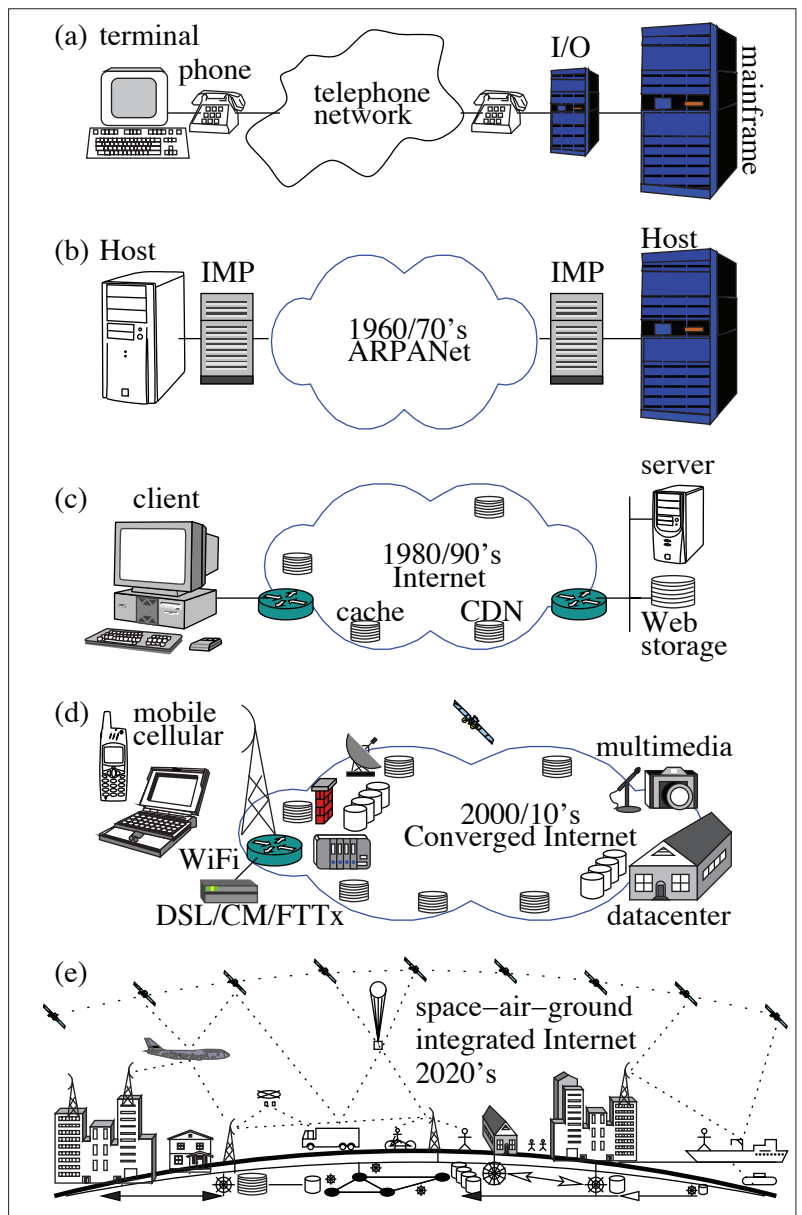 (a) terminal
phone
telephone
network
I/O
mainframe
(b) Host
IMP
1960/70's
ARPANet
IMP
Host
(c) client
1980/90's
Internet
cache
CDN
server
Web
storage
(d) mobile
cellular
WiFi
DSL/CM/FTTx
2000/10's
Converged Internet
multimedia
datacenter
(e)
space–air–ground
integrated Internet
2020's